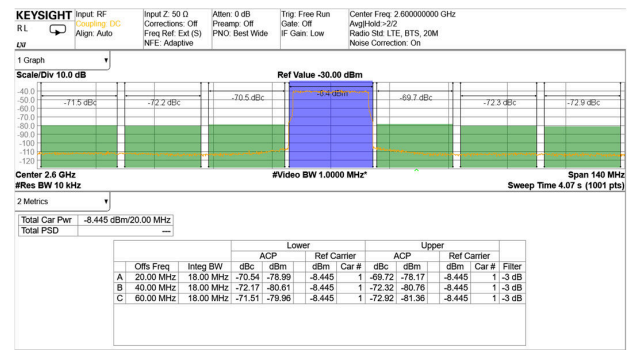 KEYSIGHT Input: RF Input Z: 50 Ω Atten: 0 dB Trig: Free Run Center Freq: 2.600000000 GHz
R L Coupling: DC Corrections: Off Preamp: Off Gate: Off Avg|Hold:>2/2
Align: Auto Freq Ref: Ext (S) PNO: Best Wide IF Gain: Low Radio Std: LTE, BTS, 20M
LXI NFE: Adaptive Noise Correction: On
1 Graph
Scale/Div 10.0 dB Ref Value -30.00 dBm
-40.0 -8.4 dBm
-50.0 -71.5 dBc -72.2 dBc -70.5 dBc -69.7 dBc -72.3 dBc -72.9 dBc
-60.0
-70.0
-80.0
-90.0
-100
-110
-120
Center 2.6 GHz #Video BW 1.0000 MHz* Span 140 MHz
#Res BW 10 kHz Sweep Time 4.07 s (1001 pts)
2 Metrics
Total Car Pwr -8.445 dBm/20.00 MHz
Total PSD ---
Lower Upper
ACP Ref Carrier ACP Ref Carrier
Offs Freq Integ BW dBc dBm dBm Car # dBc dBm dBm Car # Filter
A 20.00 MHz 18.00 MHz -70.54 -78.99 -8.445 1 -69.72 -78.17 -8.445 1 -3 dB
B 40.00 MHz 18.00 MHz -72.17 -80.61 -8.445 1 -72.32 -80.76 -8.445 1 -3 dB
C 60.00 MHz 18.00 MHz -71.51 -79.96 -8.445 1 -72.92 -81.36 -8.445 1 -3 dB